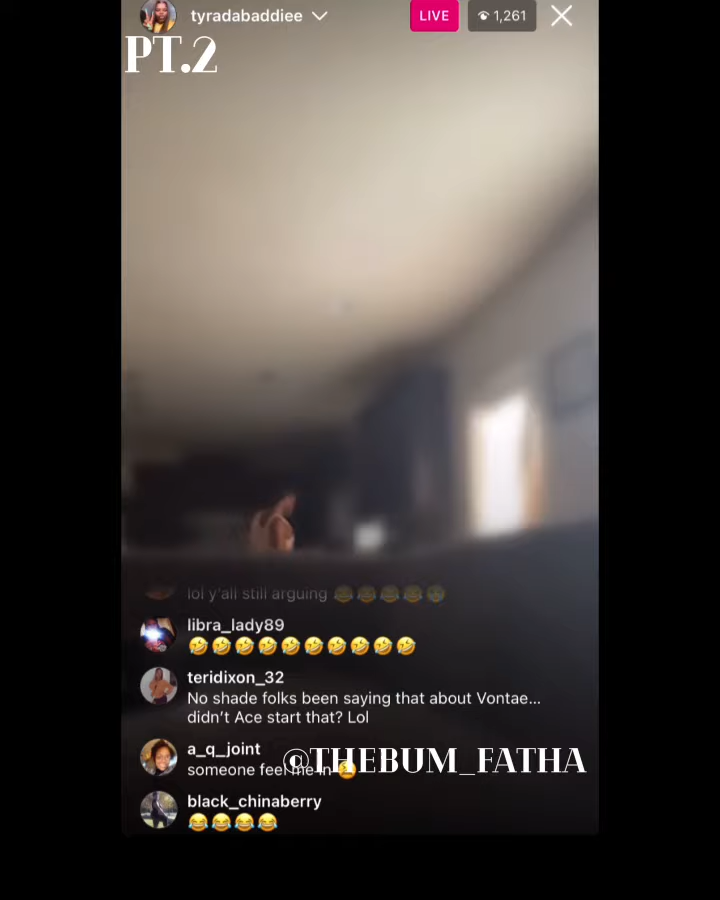 tyradabaddiee
LIVE
1,261
PT.2
lol y'all still arguing 😂😂😂😂😂
libra_lady89
🤣🤣🤣🤣🤣🤣🤣🤣🤣🤣
teridixon_32
No shade folks been saying that about Vontae...
didn't Ace start that? Lol
a_q_joint
someone feel me in
@THEBUM_FATHA
black_chinaberry
😂😂😂😂